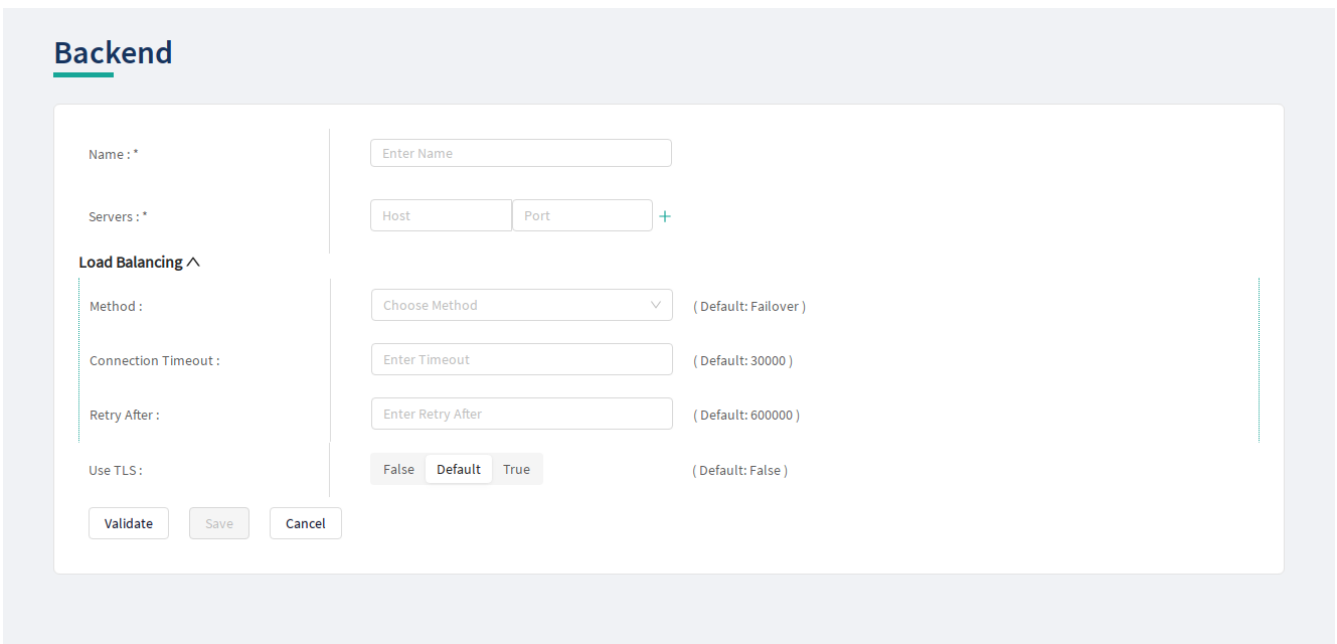 Backend
Name : * Enter Name
Servers : * Host Port +
Load Balancing
Method : Choose Method ( Default: Failover )
Connection Timeout : Enter Timeout ( Default: 30000 )
Retry After : Enter Retry After ( Default: 600000 )
Use TLS : False Default True ( Default: False )
Validate Save Cancel